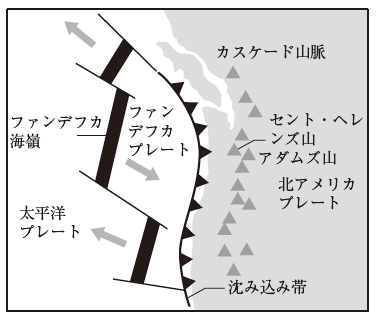 カスケード山脈
ファンデフカ
海嶺
ファン
デフカ
プレート
セント・ヘレ
ンズ山
アダムズ山
北アメリカ
プレート
太平洋
プレート
沈み込み帯